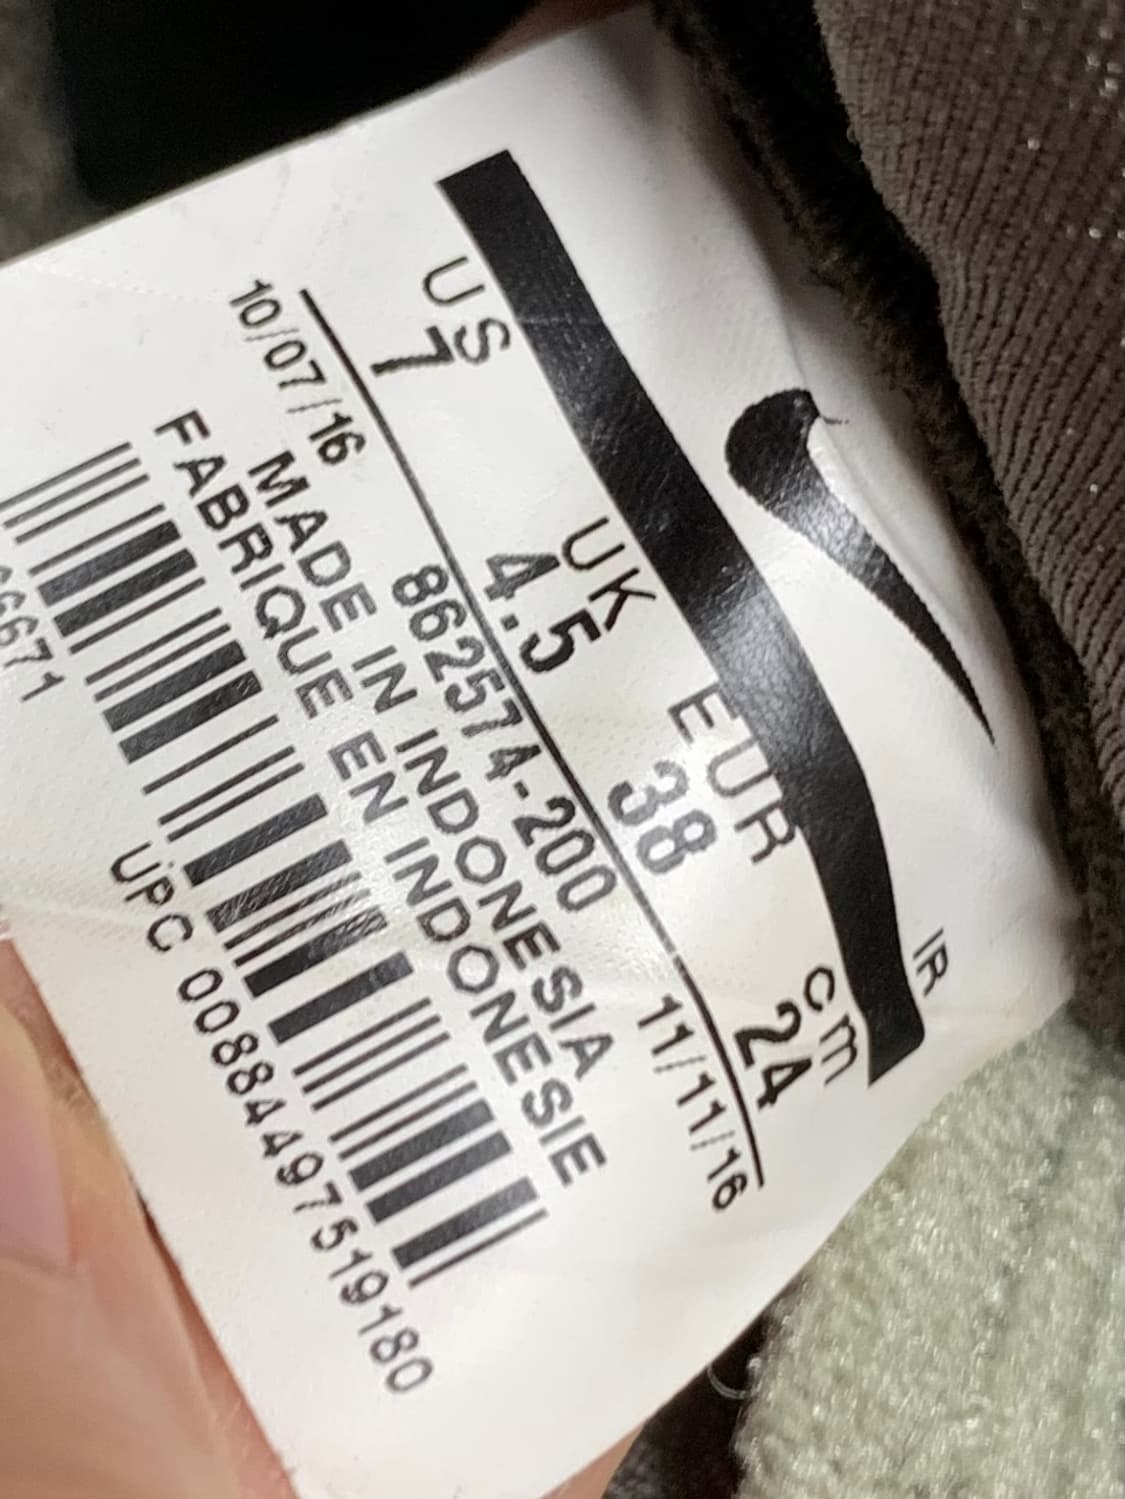 IR
US UK EUR cm
7 4.5 38 24
10/07/16 862574-200 11/11/16
MADE IN INDONESIA
FABRIQUE EN INDONESIE
UPC 00884497519180
6671